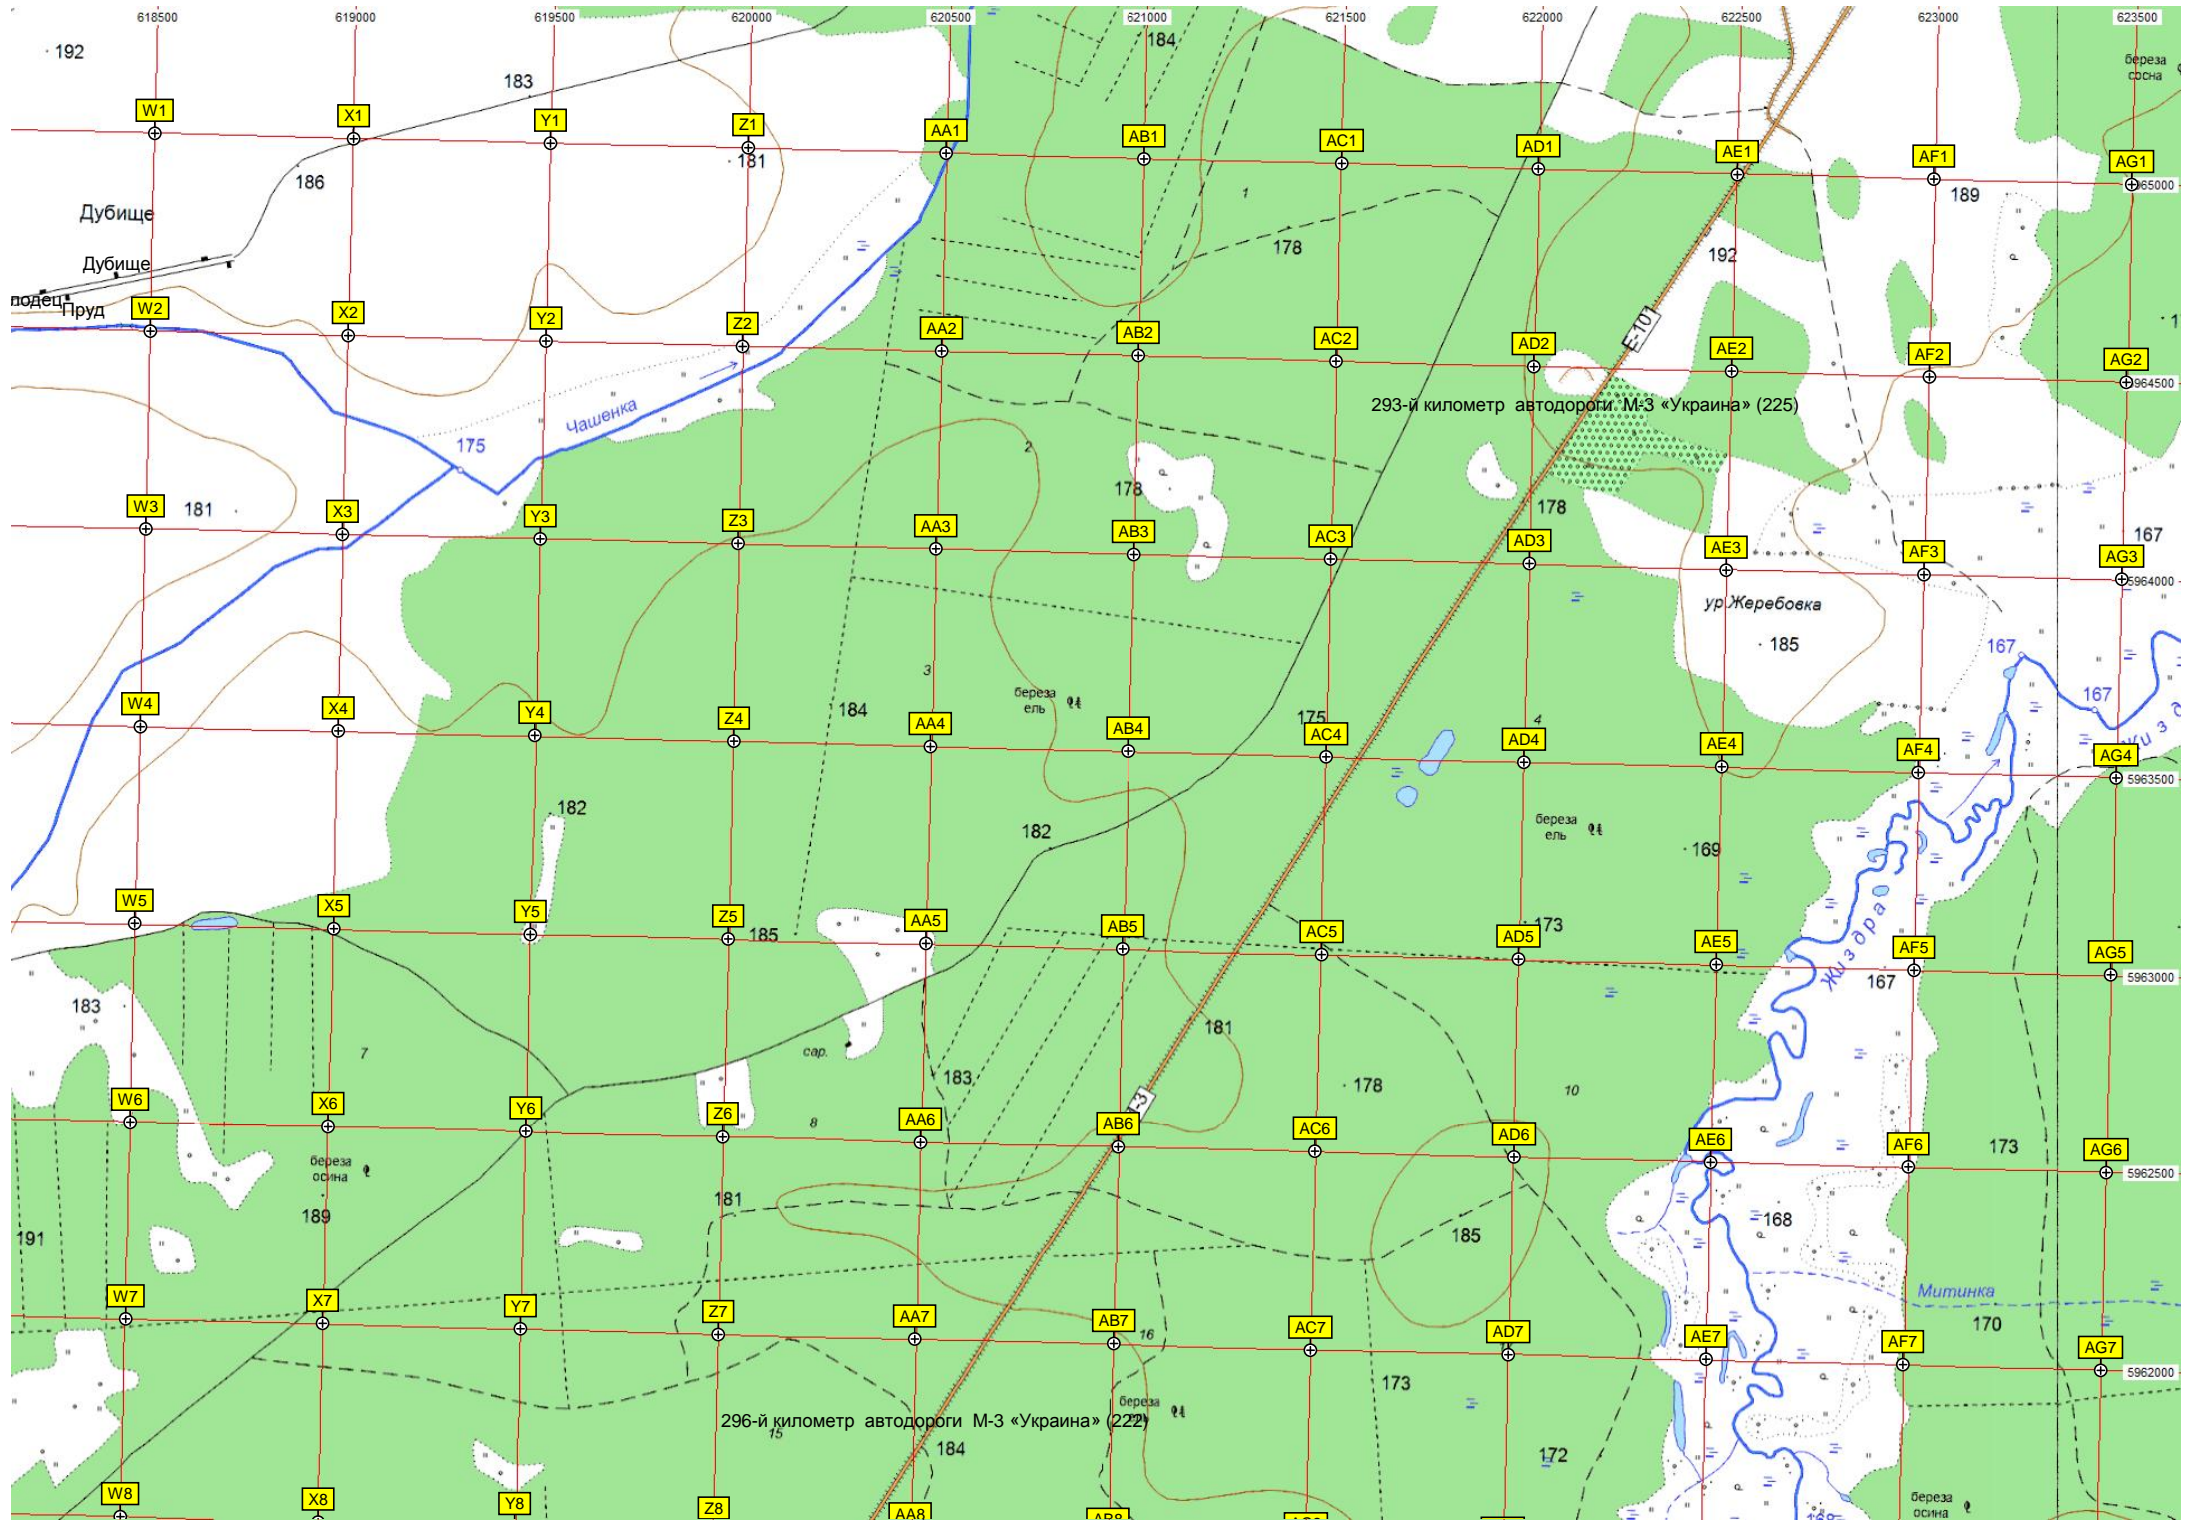 618500 619000 619500 620000 620500 621000 621500 622000 622500 623000 623500
192
184
183
береза
сосна
W1 X1 Y1 Z1 AA1 AB1 AC1 AD1 AE1 AF1 AG1
181
186
1
189
965000
Дубище
178
192
Дубище
Пруд
E-101
W2 X2 Y2 Z2 AA2 AB2 AC2 AD2 AE2 AF2 AG2
964500
293-й километр автодороги М-3 «Украина» (225)
Чашенка
175
2
178
181
178
167
W3 X3 Y3 Z3 AA3 AB3 AC3 AD3 AE3 AF3 AG3
5964000
ур.Жеребовка
185
167
3
береза
ель
167
184
175
4
W4 X4 Y4 Z4 AA4 AB4 AC4 AD4 AE4 AF4 AG4
5963500
182
182
береза
ель
169
W5 X5 Y5 Z5 AA5 AB5 AC5 AD5 AE5 AF5 AG5
185
173
Жиздра
5963000
183
167
181
7
сар.
183
178
10
W6 X6 Y6 Z6 AA6 AB6 AC6 AD6 AE6 AF6 AG6
8
173
5962500
береза
осина
181
189
168
191
185
Митинка
170
W7 X7 Y7 Z7 AA7 AB7 AC7 AD7 AE7 AF7 AG7
16
5962000
173
береза
296-й километр автодороги М-3 «Украина» (222)
15
184
172
W8 X8 Y8 Z8 AA8 AB8
береза
осина
168